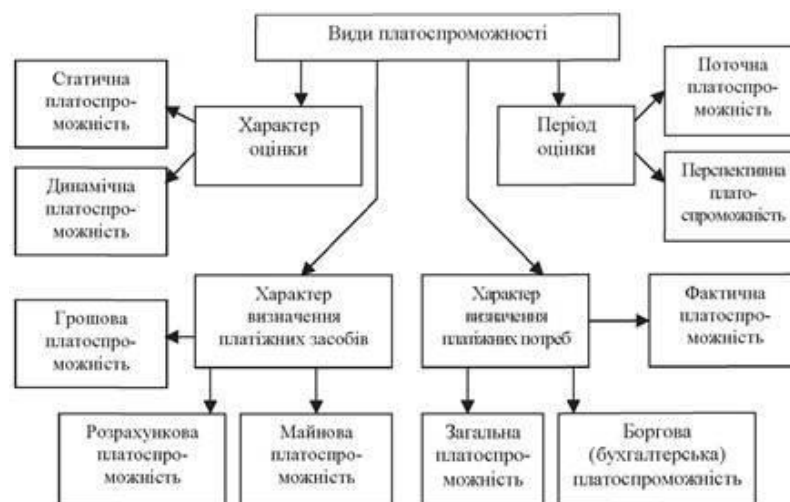 Види платоспроможності
Статична
платоспро-
можність
Характер
оцінки
Динамічна
платоспро-
можність
Період
оцінки
Поточна
платоспро-
можність
Перспективна
плато-
спроможність
Характер
визначення
платіжних засобів
Грошова
платоспро-
можність
Розрахункова
платоспро-
можність
Майнова
платоспро-
можність
Характер
визначення
платіжних потреб
Фактична
платоспро-
можність
Загальна
платоспро-
можність
Боргова
(бухгалтерська)
платоспроможність